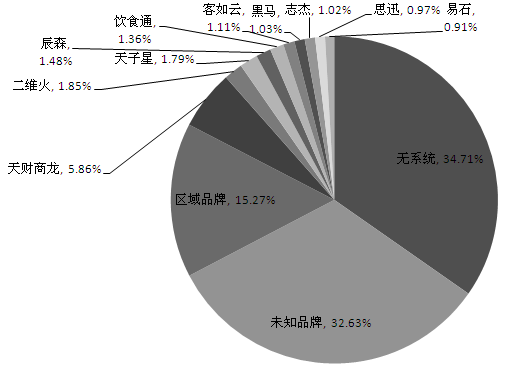 无系统, 34.71%
未知品牌, 32.63%
区域品牌, 15.27%
天财商龙, 5.86%
二维火, 1.85%
天子星, 1.79%
辰森,
1.48%
饮食通,
1.36%
客如云,
1.11%
黑马,
1.03%
志杰, 1.02%
思迅, 0.97%
易石,
0.91%